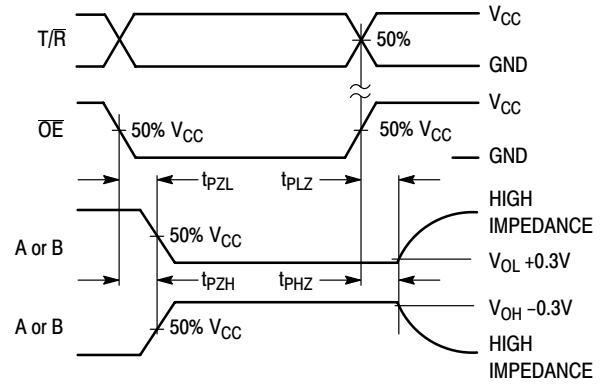 V_CC
T/R̅
50%
GND
V_CC
O̅E̅
50% V_CC
50% V_CC
GND
t_PZL
t_PLZ
HIGH
IMPEDANCE
A or B
50% V_CC
V_OL +0.3V
t_PZH
t_PHZ
V_OH −0.3V
A or B
50% V_CC
HIGH
IMPEDANCE